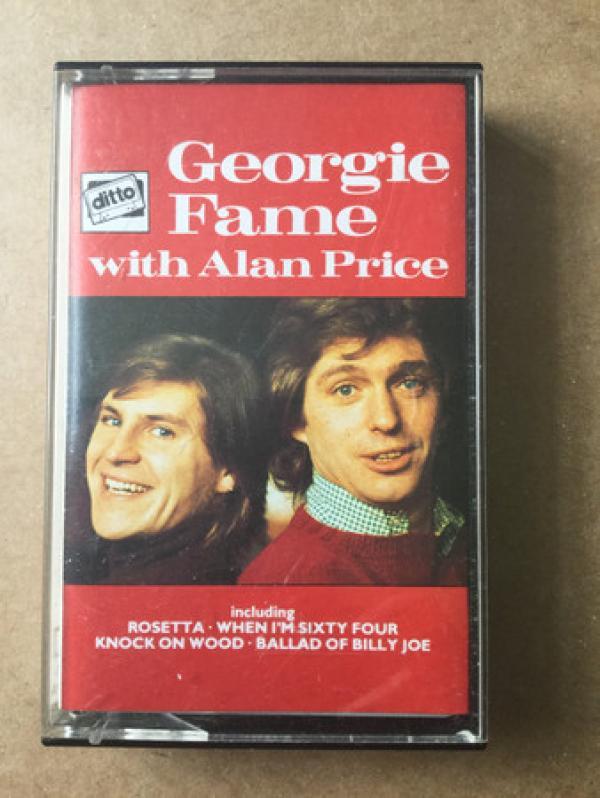 Georgie
ditto
Fame
with Alan Price
including
ROSETTA · WHEN I'M SIXTY FOUR
KNOCK ON WOOD · BALLAD OF BILLY JOE